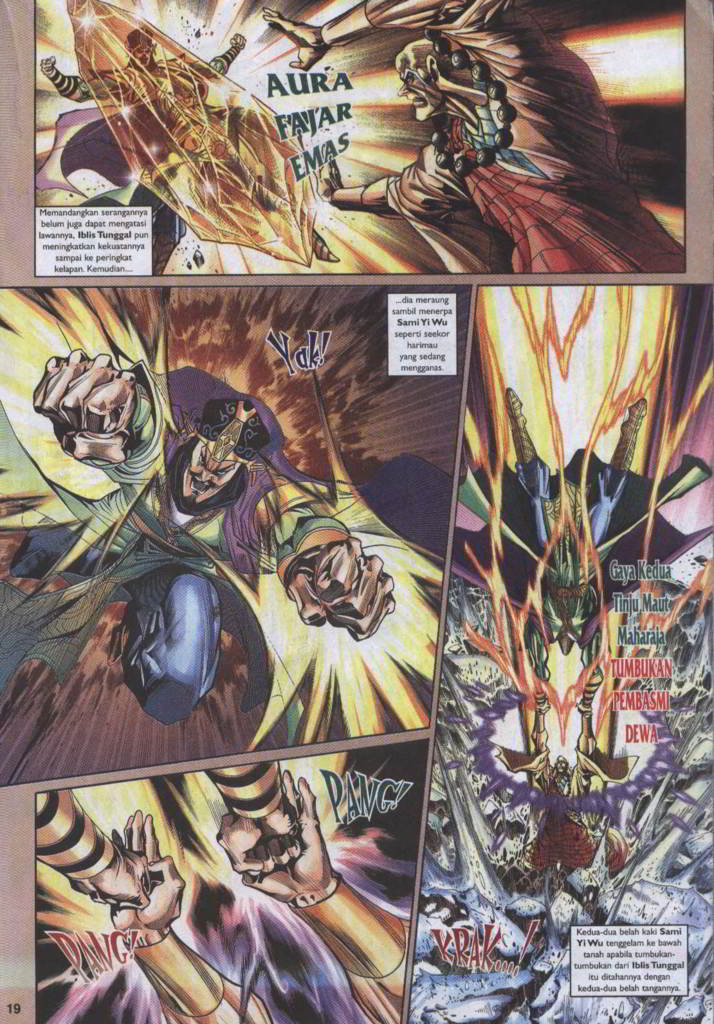 AURA
FAJAR
EMAS
Memandangkan serangannya
belum juga dapat mengatasi
lawannya, Iblis Tunggal pun
meningkatkan kekuatannya
sampai ke peringkat
kelapan. Kemudian....
Yak!
...dia meraung
sambil menerpa
Sami Yi Wu
seperti seekor
harimau
yang sedang
mengganas.
Gaya Kedua
Tinju Maut
Maharaja
TUMBUKAN
PEMBASMI
DEWA
PANG!
PANG!
KRAK....!
Kedua-dua belah kaki Sami
Yi Wu tenggelam ke bawah
tanah apabila tumbukan-
tumbukan dari Iblis Tunggal
itu ditahannya dengan
kedua-dua belah tangannya.
19